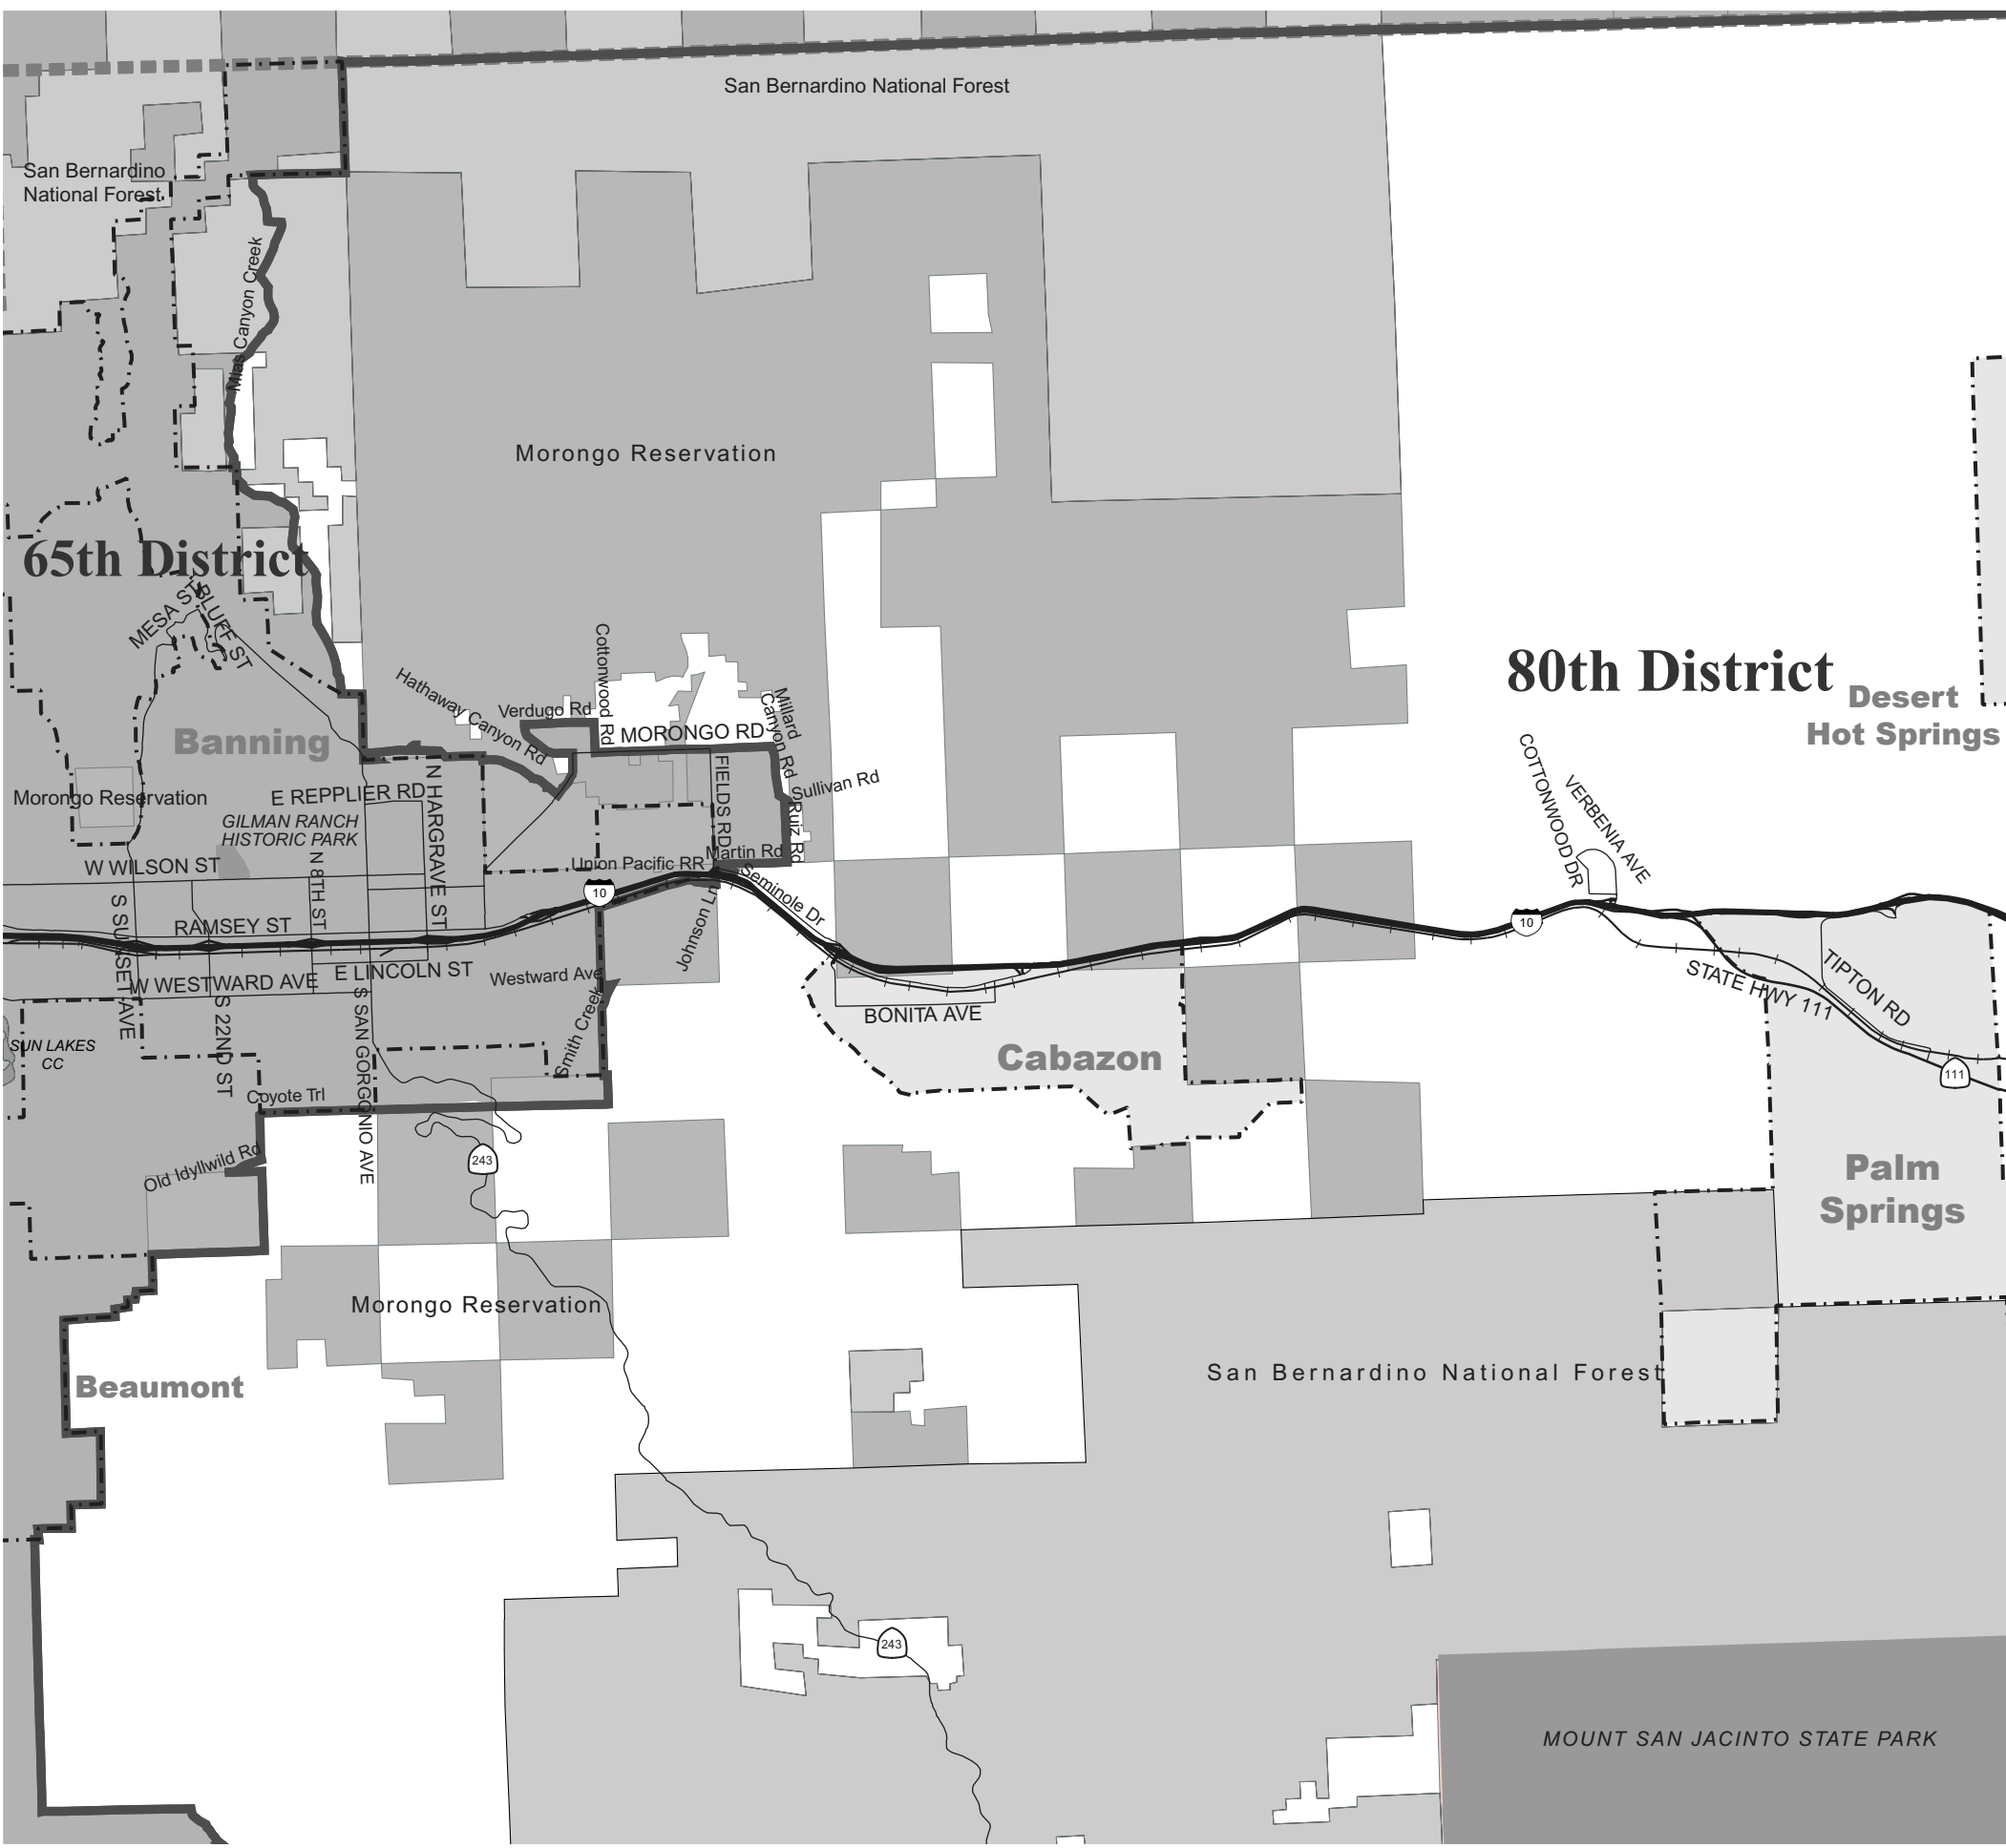 San Bernardino National Forest
San Bernardino
National Forest
Mias Canyon Creek
Morongo Reservation
65th District
MESA ST
BLUFF ST
Cottonwood Rd
Hathaway Canyon Rd
Verdugo Rd
MORONGO RD
Millard
Canyon Rd
80th District
Desert
Hot Springs
Banning
FIELDS RD
Sullivan Rd
Ruiz Rd
COTTONWOOD DR
VERBENIA AVE
Morongo Reservation
E REPPLIER RD
N HARGRAVE ST
GILMAN RANCH
HISTORIC PARK
N 8TH ST
W WILSON ST
Union Pacific RR
Martin Rd
10
Seminole Dr
Johnson Ln
S SUNSET AVE
RAMSEY ST
10
W WESTWARD AVE
E LINCOLN ST
Westward Ave
STATE HWY 111
TIPTON RD
S 22ND ST
S SAN GORGONIO AVE
Smith Creek
BONITA AVE
SUN LAKES
CC
Cabazon
111
Coyote Trl
Old Idyllwild Rd
243
Palm
Springs
Morongo Reservation
Beaumont
San Bernardino National Forest
243
MOUNT SAN JACINTO STATE PARK